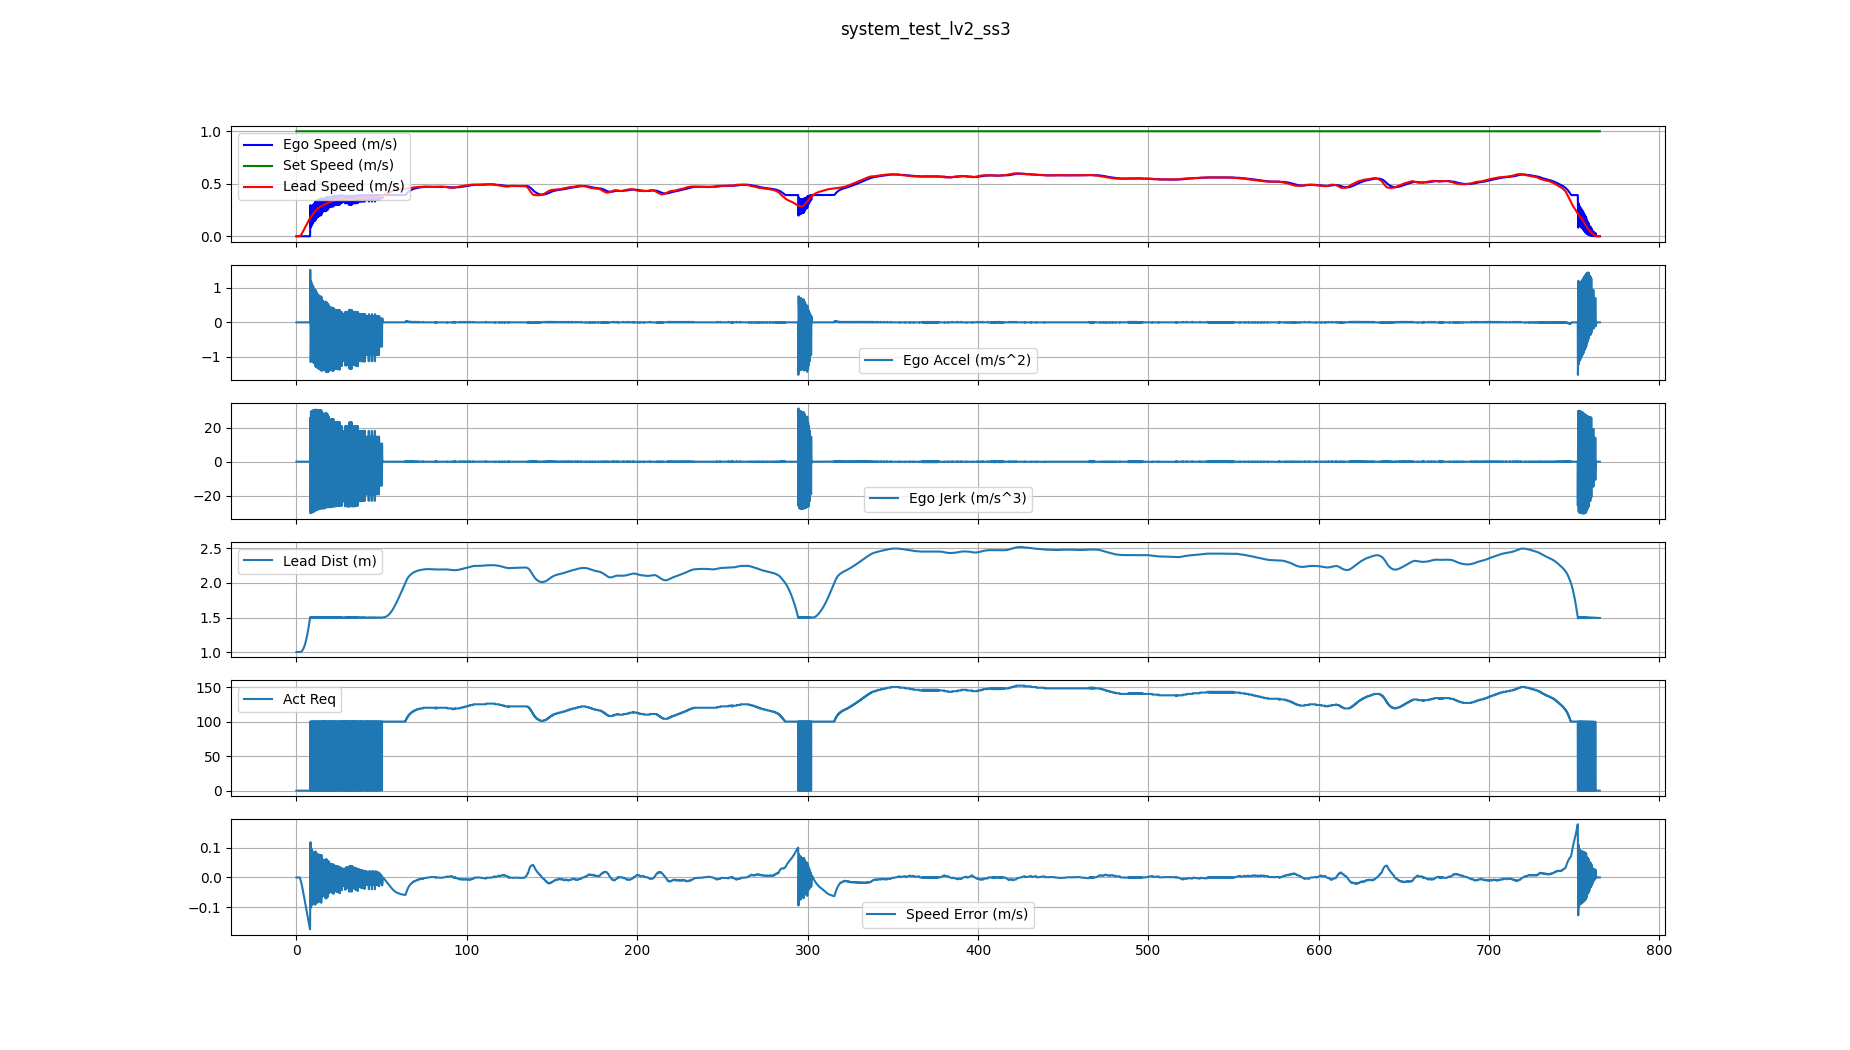 system_test_lv2_ss3
1.0
0.5
0.0
Ego Speed (m/s)
Set Speed (m/s)
Lead Speed (m/s)
1
0
−1
Ego Accel (m/s^2)
20
0
−20
Ego Jerk (m/s^3)
2.5
2.0
1.5
1.0
Lead Dist (m)
150
100
50
0
Act Req
0.1
0.0
−0.1
Speed Error (m/s)
0 100 200 300 400 500 600 700 800